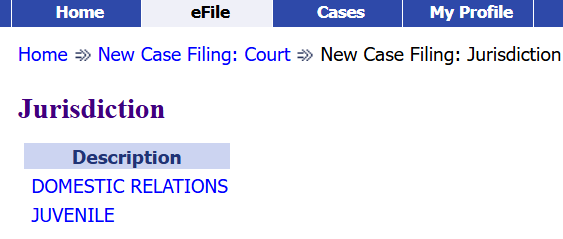 Home eFile Cases My Profile
Home ⇒ New Case Filing: Court ⇒ New Case Filing: Jurisdiction
Jurisdiction
Description
DOMESTIC RELATIONS
JUVENILE